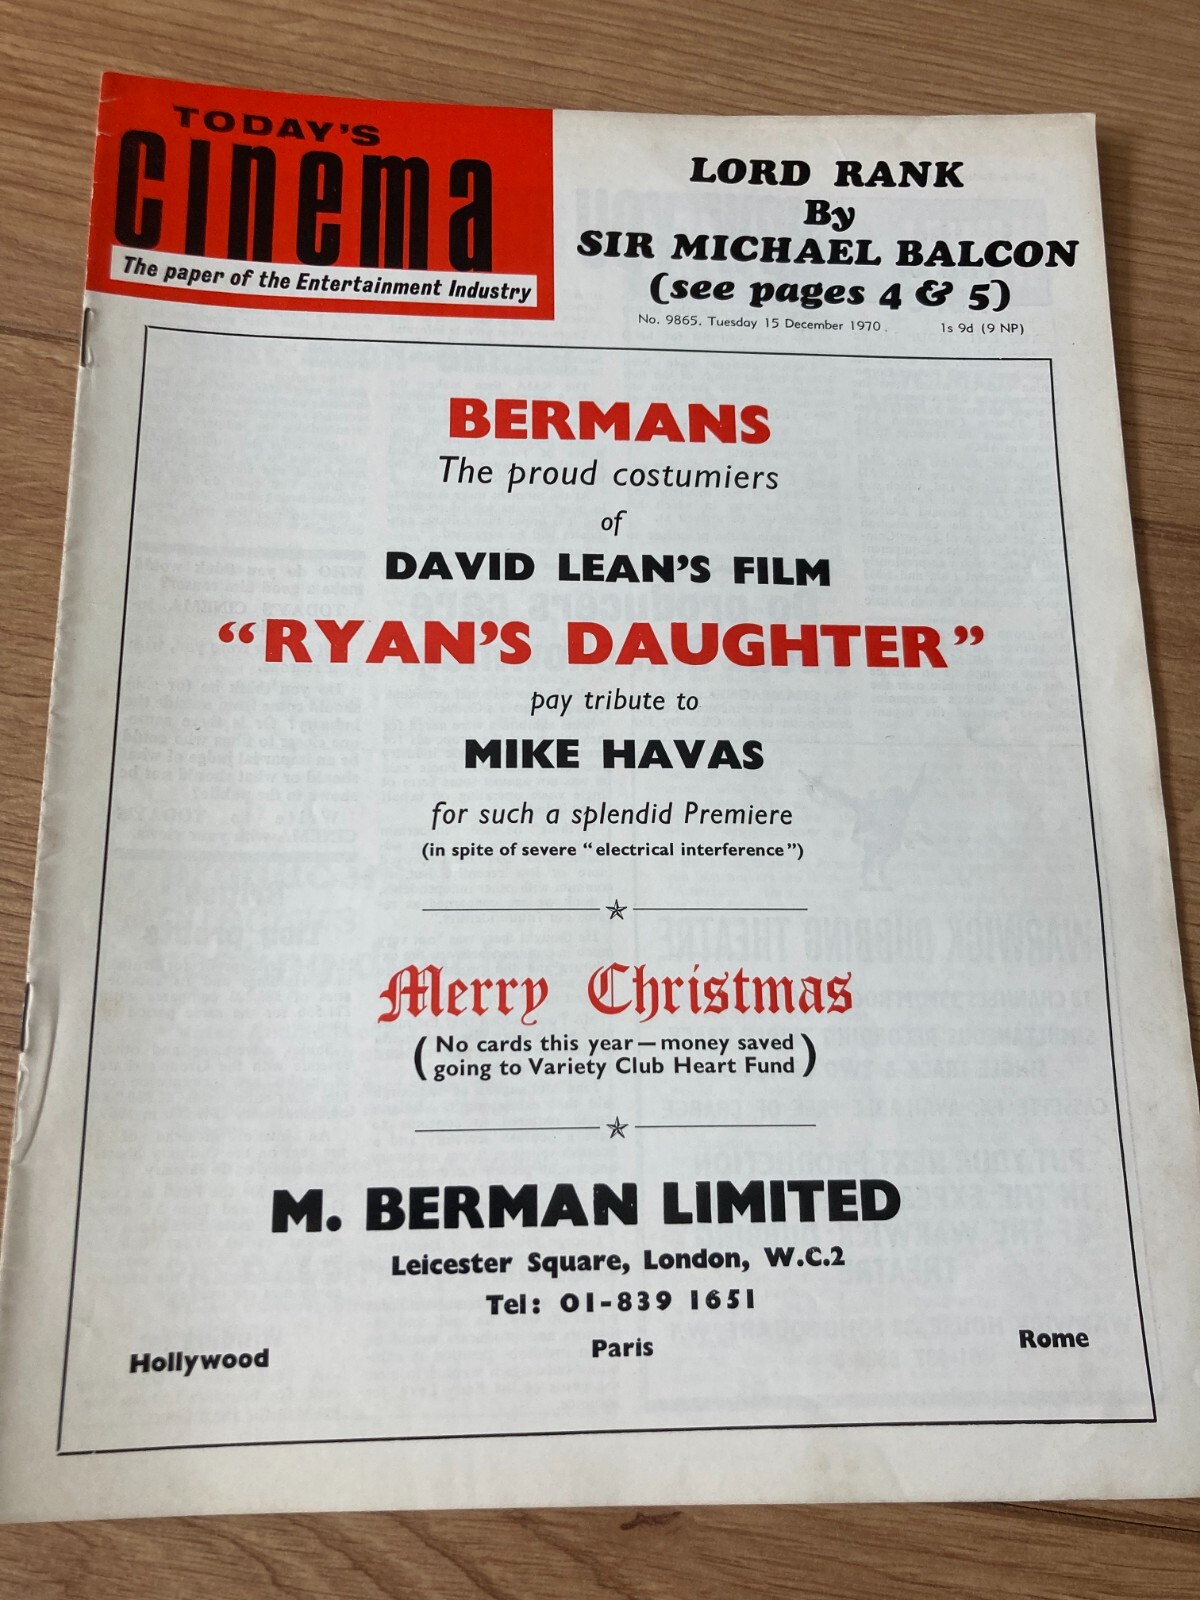 TODAY'S
Cinema
The paper of the Entertainment Industry
LORD RANK
By
SIR MICHAEL BALCON
(see pages 4 & 5)
No. 9865. Tuesday 15 December 1970. 1s 9d (9 NP)
BERMANS
The proud costumiers
of
DAVID LEAN'S FILM
"RYAN'S DAUGHTER"
pay tribute to
MIKE HAVAS
for such a splendid Premiere
(in spite of severe "electrical interference")
Merry Christmas
(No cards this year—money saved
going to Variety Club Heart Fund)
M. BERMAN LIMITED
Leicester Square, London, W.C.2
Tel: 01-839 1651
Hollywood Paris Rome